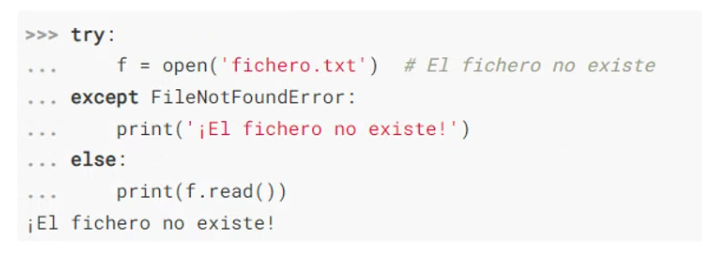 >>> try:
...     f = open('fichero.txt')  # El fichero no existe
... except FileNotFoundError:
...     print('¡El fichero no existe!')
... else:
...     print(f.read())
¡El fichero no existe!